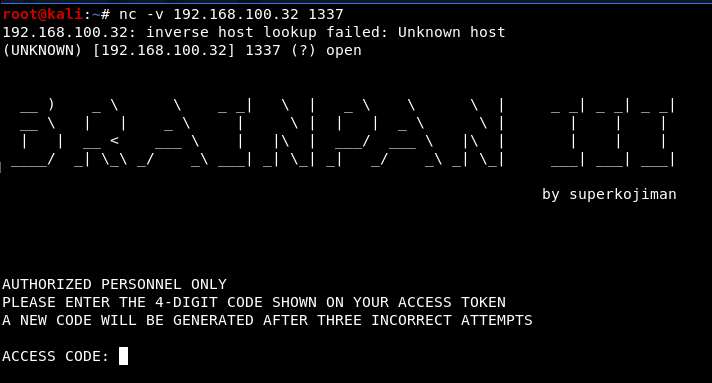 root@kali:~# nc -v 192.168.100.32 1337
192.168.100.32: inverse host lookup failed: Unknown host
(UNKNOWN) [192.168.100.32] 1337 (?) open
BRAINPAN III
by superkojiman
AUTHORIZED PERSONNEL ONLY
PLEASE ENTER THE 4-DIGIT CODE SHOWN ON YOUR ACCESS TOKEN
A NEW CODE WILL BE GENERATED AFTER THREE INCORRECT ATTEMPTS
ACCESS CODE: